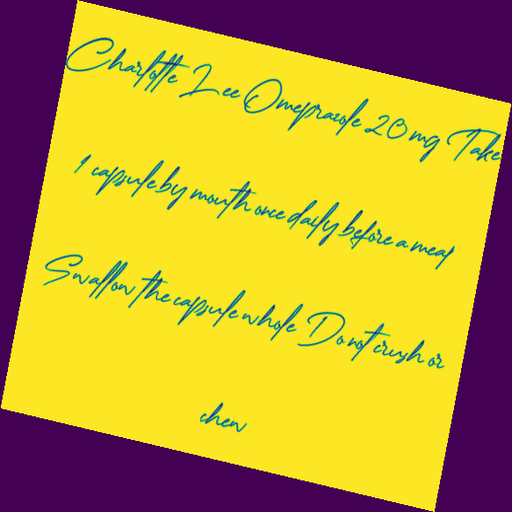 Charlotte Lee Omeprazole 20 mg Take
1 capsule by mouth once daily before a meal
Swallow the capsule whole Do not crush or
chew